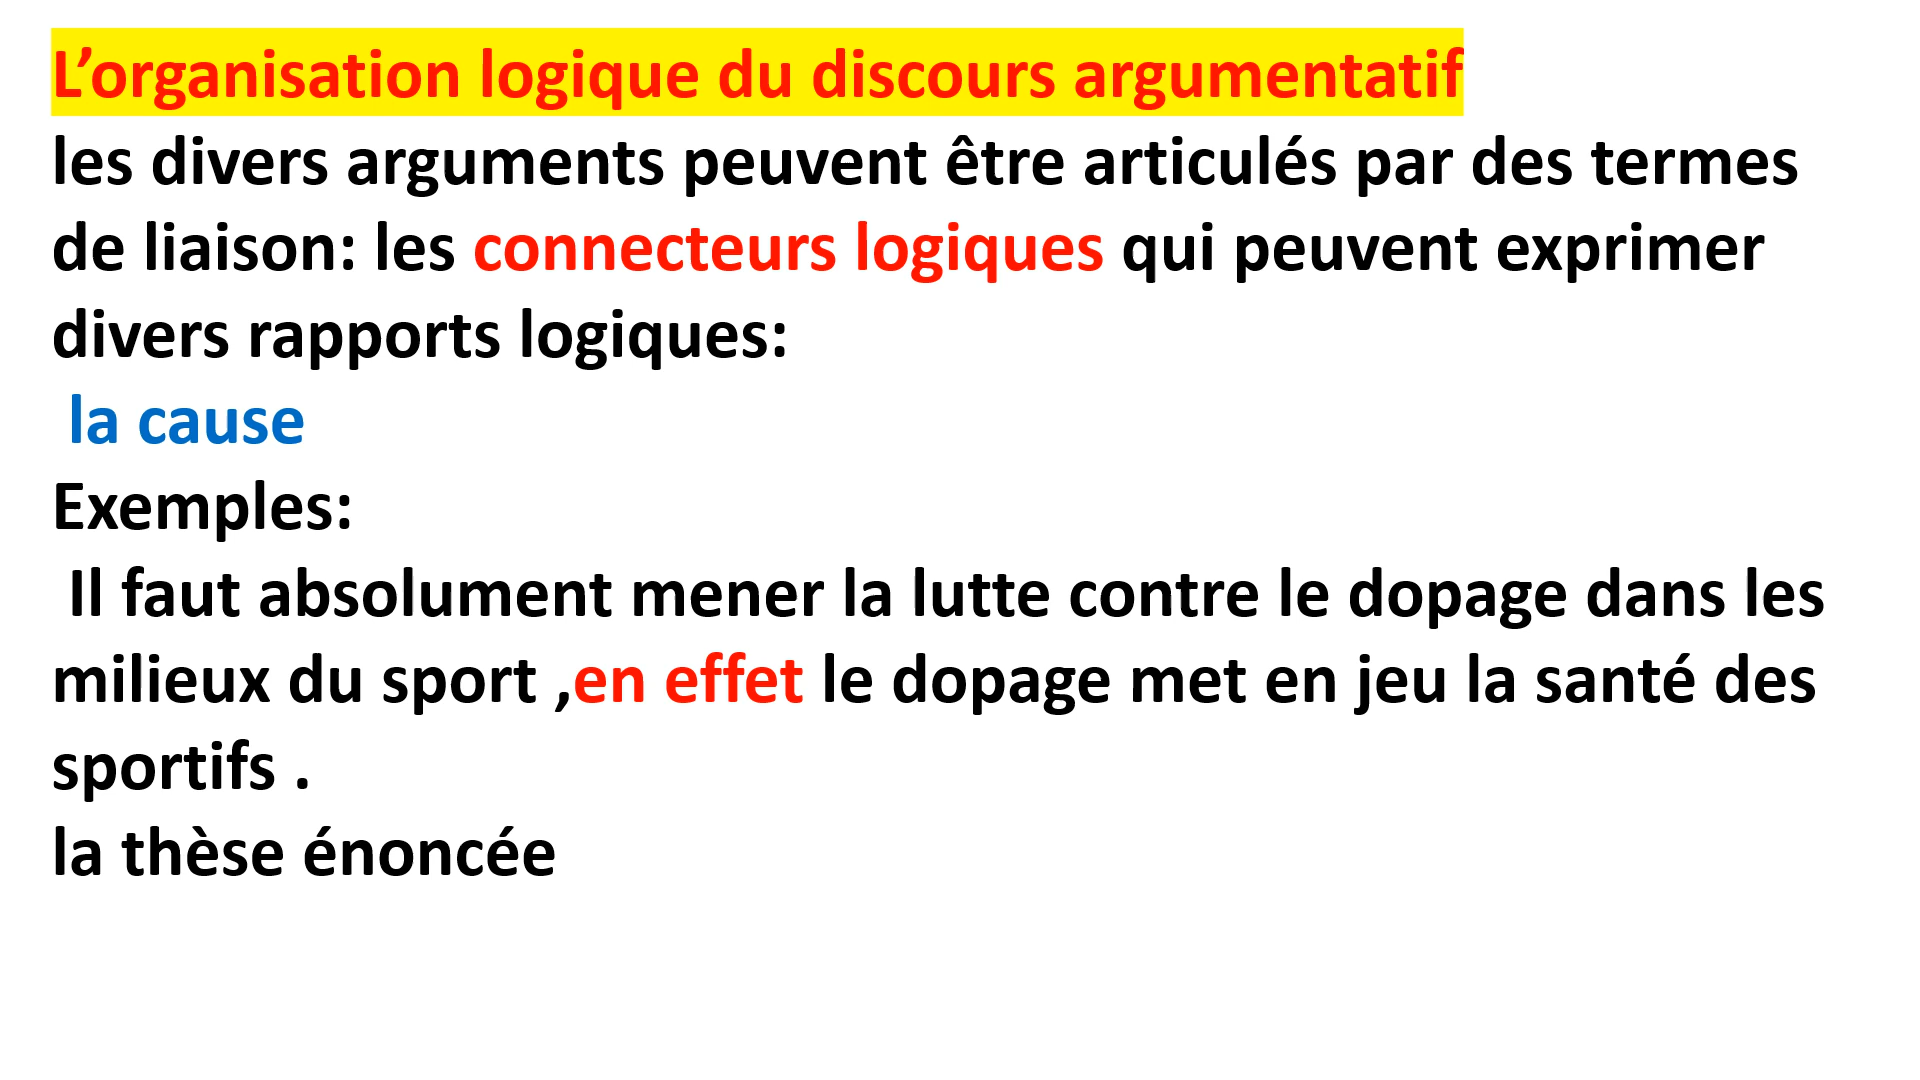 L’organisation logique du discours argumentatif
les divers arguments peuvent être articulés par des termes
de liaison: les connecteurs logiques qui peuvent exprimer
divers rapports logiques:
la cause
Exemples:
Il faut absolument mener la lutte contre le dopage dans les
milieux du sport ,en effet le dopage met en jeu la santé des
sportifs .
la thèse énoncée